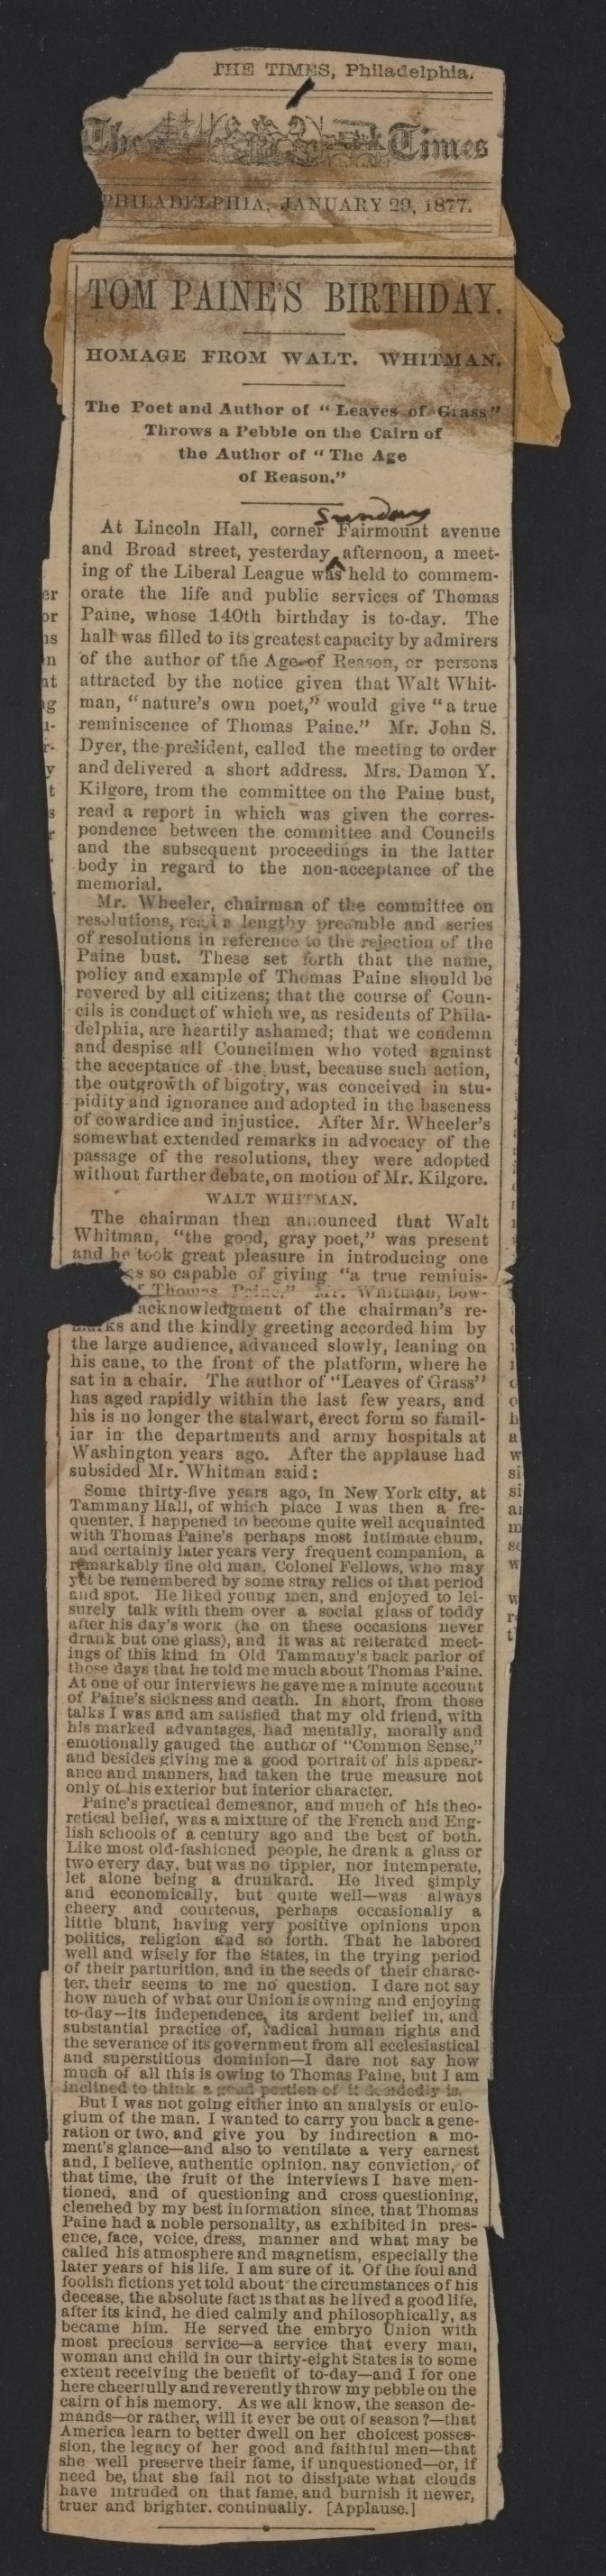 THE TIMES, Philadelphia.
The Times
PHILADELPHIA, JANUARY 29, 1877.
TOM PAINE'S BIRTHDAY.
HOMAGE FROM WALT. WHITMAN.
The Poet and Author of "Leaves of Grass"
Throws a Pebble on the Cairn of
the Author of "The Age
of Reason."
Sunday
At Lincoln Hall, corner Fairmount avenue
and Broad street, yesterday ‸ afternoon, a meet-
ing of the Liberal League was held to commem-
orate the life and public services of Thomas
Paine, whose 140th birthday is to-day. The
hall was filled to its greatest capacity by admirers
of the author of the Age of Reason, or persons
attracted by the notice given that Walt Whit-
man, "nature's own poet," would give "a true
reminiscence of Thomas Paine." Mr. John S.
Dyer, the president, called the meeting to order
and delivered a short address. Mrs. Damon Y.
Kilgore, from the committee on the Paine bust,
read a report in which was given the corres-
pondence between the committee and Councils
and the subsequent proceedings in the latter
body in regard to the non-acceptance of the
memorial.
Mr. Wheeler, chairman of the committee on
resolutions, read a lengthy preamble and series
of resolutions in reference to the rejection of the
Paine bust. These set forth that the name,
policy and example of Thomas Paine should be
revered by all citizens; that the course of Coun-
cils is conduct of which we, as residents of Phila-
delphia, are heartily ashamed; that we condemn
and despise all Councilmen who voted against
the acceptance of the bust, because such action,
the outgrowth of bigotry, was conceived in stu-
pidity and ignorance and adopted in the baseness
of cowardice and injustice. After Mr. Wheeler's
somewhat extended remarks in advocacy of the
passage of the resolutions, they were adopted
without further debate, on motion of Mr. Kilgore.
WALT WHITMAN.
The chairman then announced that Walt
Whitman, "the good, gray poet," was present
and he took great pleasure in introducing one
so capable of giving "a true reminis-
Thomas Paine." Mr. Whitman, bow-
acknowledgment of the chairman's re-
marks and the kindly greeting accorded him by
the large audience, advanced slowly, leaning on
his cane, to the front of the platform, where he
sat in a chair. The author of "Leaves of Grass"
has aged rapidly within the last few years, and
his is no longer the stalwart, erect form so famil-
iar in the departments and army hospitals at
Washington years ago. After the applause had
subsided Mr. Whitman said:
Some thirty-five years ago, in New York city, at
Tammany Hall, of which place I was then a fre-
quenter, I happened to become quite well acquainted
with Thomas Paine's perhaps most intimate chum,
and certainly later years very frequent companion, a
remarkably fine old man, Colonel Fellows, who may
yet be remembered by some stray relics of that period
and spot. He liked young men, and enjoyed to lei-
surely talk with them over a social glass of toddy
after his day's work (he on these occasions never
drank but one glass), and it was at reiterated meet-
ings of this kind in Old Tammany's back parlor of
those days that he told me much about Thomas Paine.
At one of our interviews he gave me a minute account
of Paine's sickness and death. In short, from those
talks I was and am satisfied that my old friend, with
his marked advantages, had mentally, morally and
emotionally gauged the author of "Common Sense,"
and besides giving me a good portrait of his appear-
ance and manners, had taken the true measure not
only of his exterior but interior character.
Paine's practical demeanor, and much of his theo-
retical belief, was a mixture of the French and Eng-
lish schools of a century ago and the best of both.
Like most old-fashioned people, he drank a glass or
two every day, but was no tippler, nor intemperate,
let alone being a drunkard. He lived simply
and economically, but quite well—was always
cheery and courteous, perhaps occasionally a
little blunt, having very positive opinions upon
politics, religion and so forth. That he labored
well and wisely for the States, in the trying period
of their parturition, and in the seeds of their charac-
ter, their seems to me no question. I dare not say
how much of what our Union is owning and enjoying
to-day—its independence, its ardent belief in, and
substantial practice of, radical human rights and
the severance of its government from all ecclesiastical
and superstitious dominion—I dare not say how
much of all this is owing to Thomas Paine, but I am
inclined to think a good portion of it decidedly is.
But I was not going either into an analysis or eulo-
gium of the man. I wanted to carry you back a gene-
ration or two, and give you by indirection a mo-
ment's glance—and also to ventilate a very earnest
and, I believe, authentic opinion, nay conviction, of
that time, the fruit of the interviews I have men-
tioned, and of questioning and cross questioning,
clenched by my best information since, that Thomas
Paine had a noble personality, as exhibited in pres-
ence, face, voice, dress, manner and what may be
called his atmosphere and magnetism, especially the
later years of his life. I am sure of it. Of the foul and
foolish fictions yet told about the circumstances of his
decease, the absolute fact is that as he lived a good life,
after its kind, he died calmly and philosophically, as
became him. He served the embryo Union with
most precious service—a service that every man,
woman and child in our thirty-eight States is to some
extent receiving the benefit of to-day—and I for one
here cheerfully and reverently throw my pebble on the
cairn of his memory. As we all know, the season de-
mands—or rather, will it ever be out of season?—that
America learn to better dwell on her choicest posses-
sion, the legacy of her good and faithful men—that
she well preserve their fame, if unquestioned—or, if
need be, that she fail not to dissipate what clouds
have intruded on that fame, and burnish it newer,
truer and brighter, continually. [Applause.]